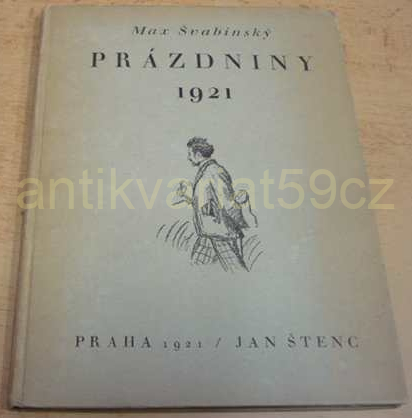 Max Švabinský
PRÁZDNINY
1921
antikvariat59cz
PRAHA 1921 / JAN ŠTENC